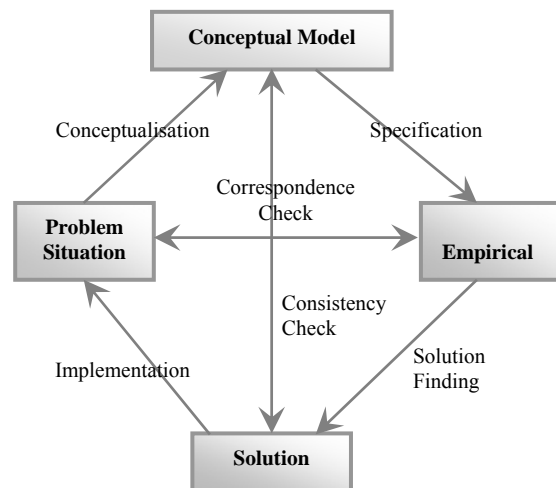 Conceptual Model
Conceptualisation
Specification
Correspondence
Check
Problem
Situation
Empirical
Consistency
Check
Implementation
Solution
Finding
Solution